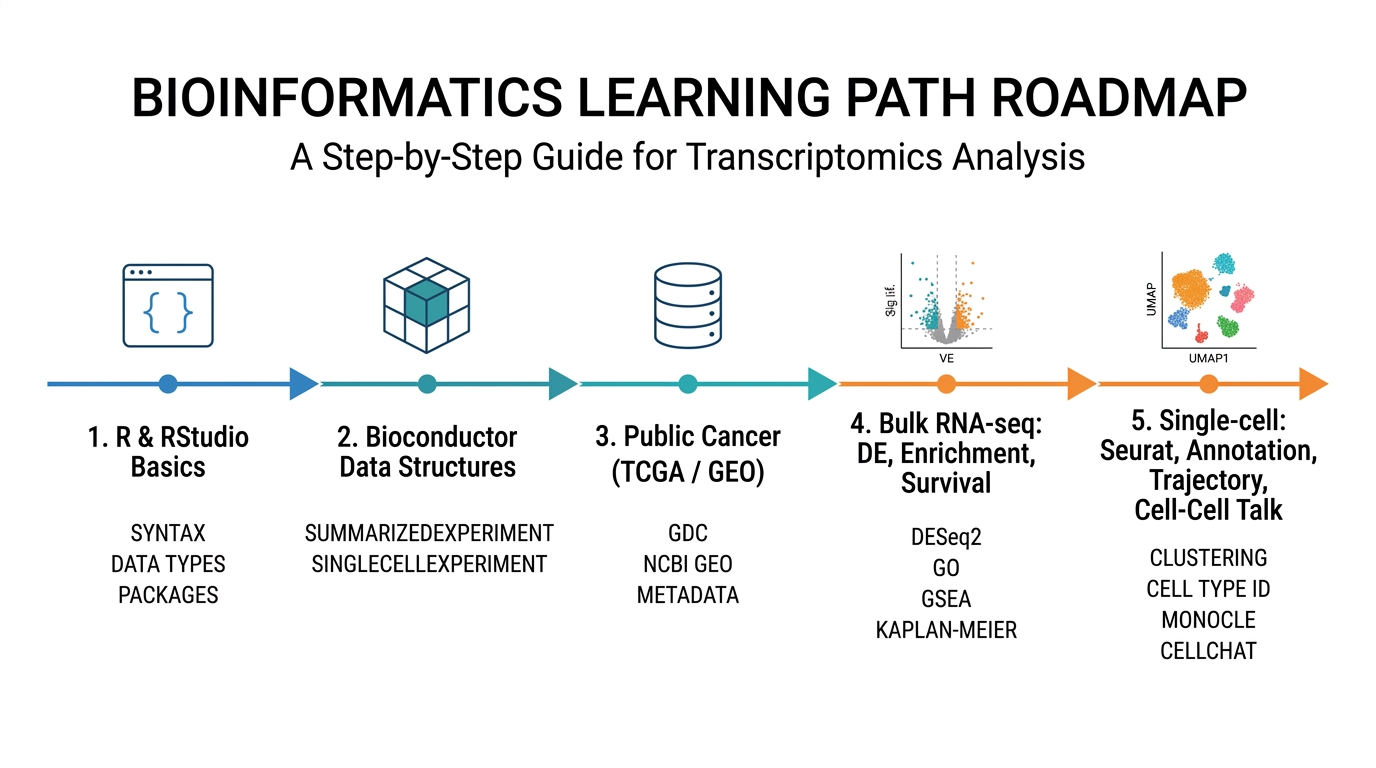 BIOINFORMATICS LEARNING PATH ROADMAP
A Step-by-Step Guide for Transcriptomics Analysis
VE
UMAP
UMAP1
1. R & RStudio
Basics
SYNTAX
DATA TYPES
PACKAGES
2. Bioconductor
Data Structures
SUMMARIZEDEXPERIMENT
SINGLECELLEXPERIMENT
3. Public Cancer
(TCGA / GEO)
GDC
NCBI GEO
METADATA
4. Bulk RNA-seq:
DE, Enrichment,
Survival
DESeq2
GO
GSEA
KAPLAN-MEIER
5. Single-cell:
Seurat, Annotation,
Trajectory,
Cell-Cell Talk
CLUSTERING
CELL TYPE ID
MONOCLE
CELLCHAT